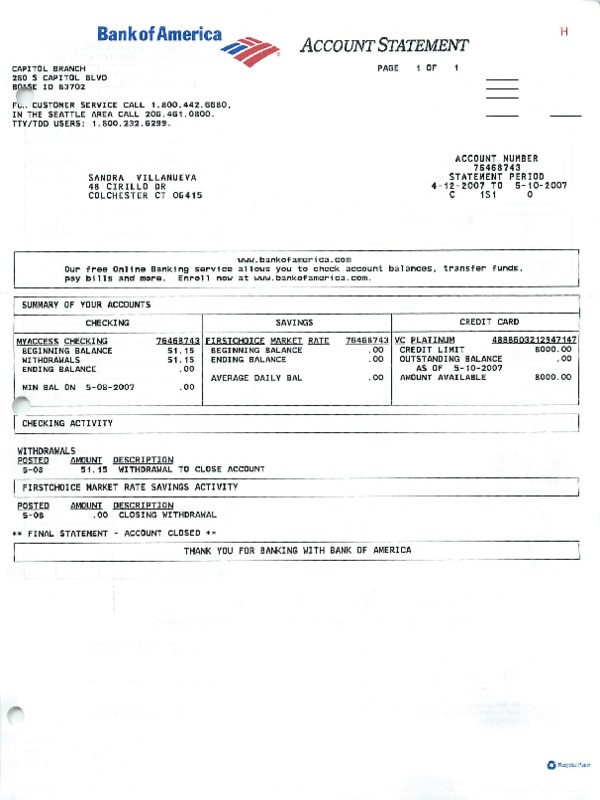 Bank of America
ACCOUNT STATEMENT
H
PAGE 1 OF 1
CAPITOL BRANCH
280 S CAPITOL BLVD
BOISE ID 83702
CUSTOMER SERVICE CALL 1.800.442.6680,
IN THE SEATTLE AREA CALL 206.461.0800.
TTY/TDD USERS: 1.800.232.6299.
ACCOUNT NUMBER
76468743
STATEMENT PERIOD
4-12-2007 TO 5-10-2007
C 1S1 0
SANDRA VILLANUEVA
48 CIRILLO DR
COLCHESTER CT 06415
www.bankofamerica.com
Our free Online Banking service allows you to check account balances, transfer funds,
pay bills and more. Enroll now at www.bankofamerica.com.
SUMMARY OF YOUR ACCOUNTS
CHECKING SAVINGS CREDIT CARD
MYACCESS CHECKING 76468743 FIRSTCHOICE MARKET RATE 76468743 VC PLATINUM 4888603212947147
BEGINNING BALANCE 51.15 BEGINNING BALANCE .00 CREDIT LIMIT 8000.00
WITHDRAWALS 51.15 ENDING BALANCE .00 OUTSTANDING BALANCE .00
ENDING BALANCE .00 AS OF 5-10-2007
AVERAGE DAILY BAL .00 AMOUNT AVAILABLE 8000.00
MIN BAL ON 5-08-2007 .00
CHECKING ACTIVITY
WITHDRAWALS
POSTED AMOUNT DESCRIPTION
5-08 51.15 WITHDRAWAL TO CLOSE ACCOUNT
FIRSTCHOICE MARKET RATE SAVINGS ACTIVITY
POSTED AMOUNT DESCRIPTION
5-08 .00 CLOSING WITHDRAWAL
** FINAL STATEMENT - ACCOUNT CLOSED **
THANK YOU FOR BANKING WITH BANK OF AMERICA
Recycled Paper